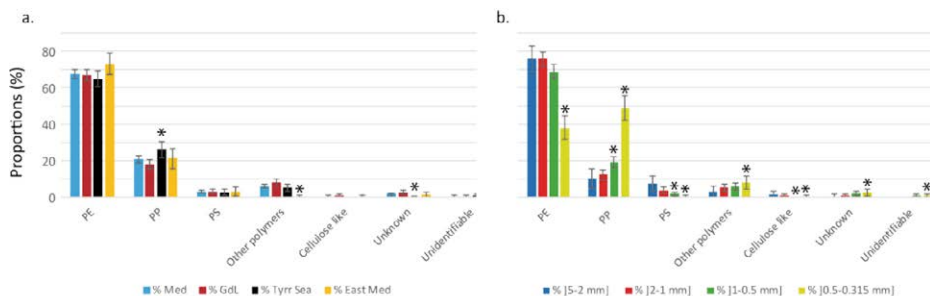 a.
b.
Proportions (%)
80
60
40
20
0
*
*
*
PE
PP
PS
Other polymers
Cellulose like
Unknown
Unidentifiable
% Med
% GdL
% Tyrr Sea
% East Med
*
*
*
*
*
*
*
*
*
*
PE
PP
PS
Other polymers
Cellulose like
Unknown
Unidentifiable
% ]5-2 mm]
% ]2-1 mm]
% ]1-0.5 mm]
% ]0.5-0.315 mm]